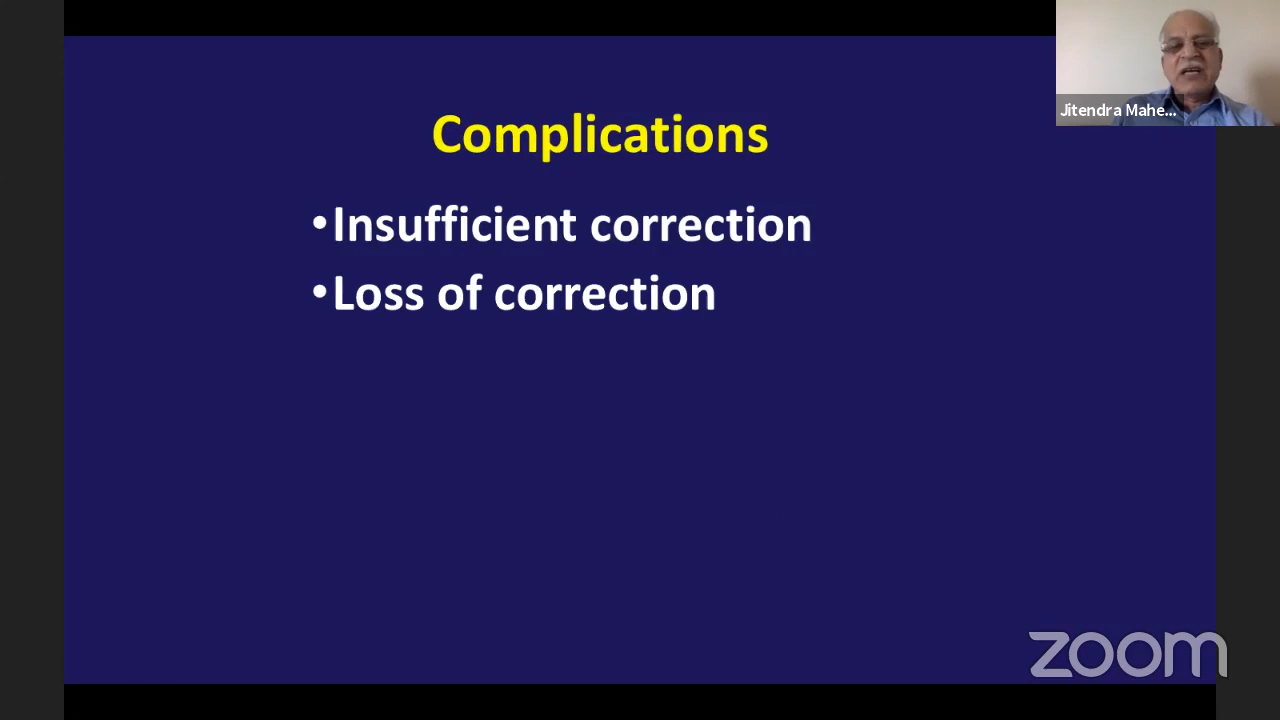 Jitendra Mahe...
Complications
•Insufficient correction
•Loss of correction
zoom